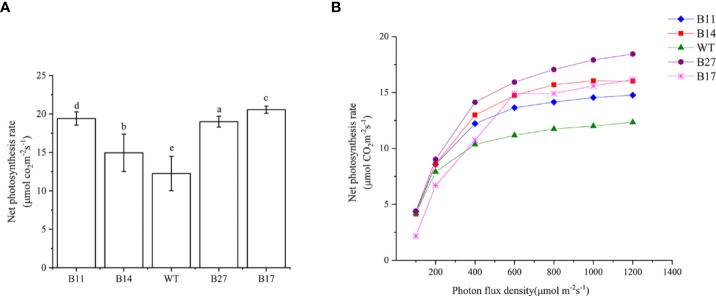 A
B
Net photosynthesis rate
(μmol co₂m⁻²s⁻¹)
25
20
15
10
5
0
d
b
e
a
c
B11
B14
WT
B27
B17
Net photosynthesis rate
(μmol CO₂m⁻²s⁻¹)
20
15
10
5
0
200
400
600
800
1000
1200
1400
Photon flux density(μmol m⁻²s⁻¹)
B11
B14
WT
B27
B17